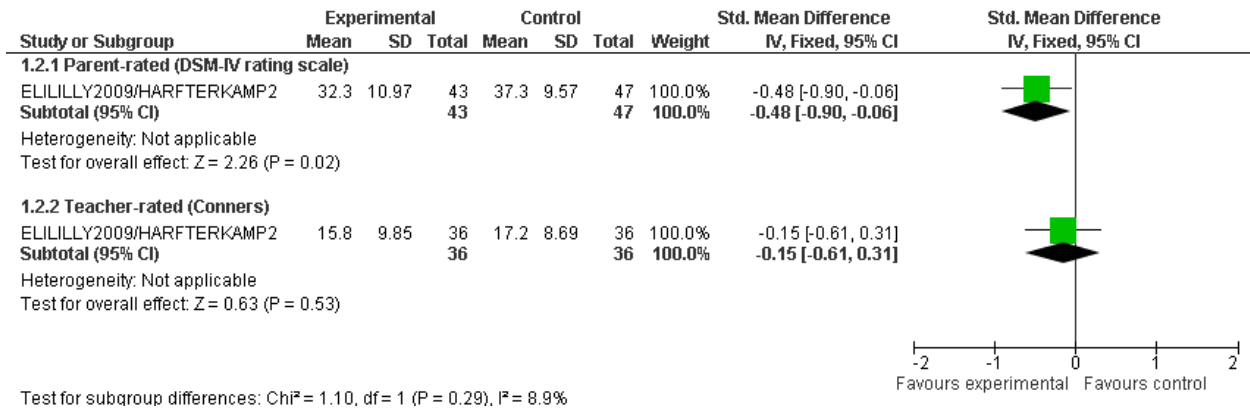 Experimental Control Std. Mean Difference Std. Mean Difference
Study or Subgroup Mean SD Total Mean SD Total Weight IV, Fixed, 95% CI IV, Fixed, 95% CI
1.2.1 Parent-rated (DSM-IV rating scale)
ELILILLY2009/HARFTERKAMP2 32.3 10.97 43 37.3 9.57 47 100.0% -0.48 [-0.90, -0.06]
Subtotal (95% CI) 43 47 100.0% -0.48 [-0.90, -0.06]
Heterogeneity: Not applicable
Test for overall effect: Z = 2.26 (P = 0.02)
1.2.2 Teacher-rated (Conners)
ELILILLY2009/HARFTERKAMP2 15.8 9.85 36 17.2 8.69 36 100.0% -0.15 [-0.61, 0.31]
Subtotal (95% CI) 36 36 100.0% -0.15 [-0.61, 0.31]
Heterogeneity: Not applicable
Test for overall effect: Z = 0.63 (P = 0.53)
-2 -1 0 1 2
Favours experimental Favours control
Test for subgroup differences: Chi² = 1.10, df = 1 (P = 0.29), I² = 8.9%